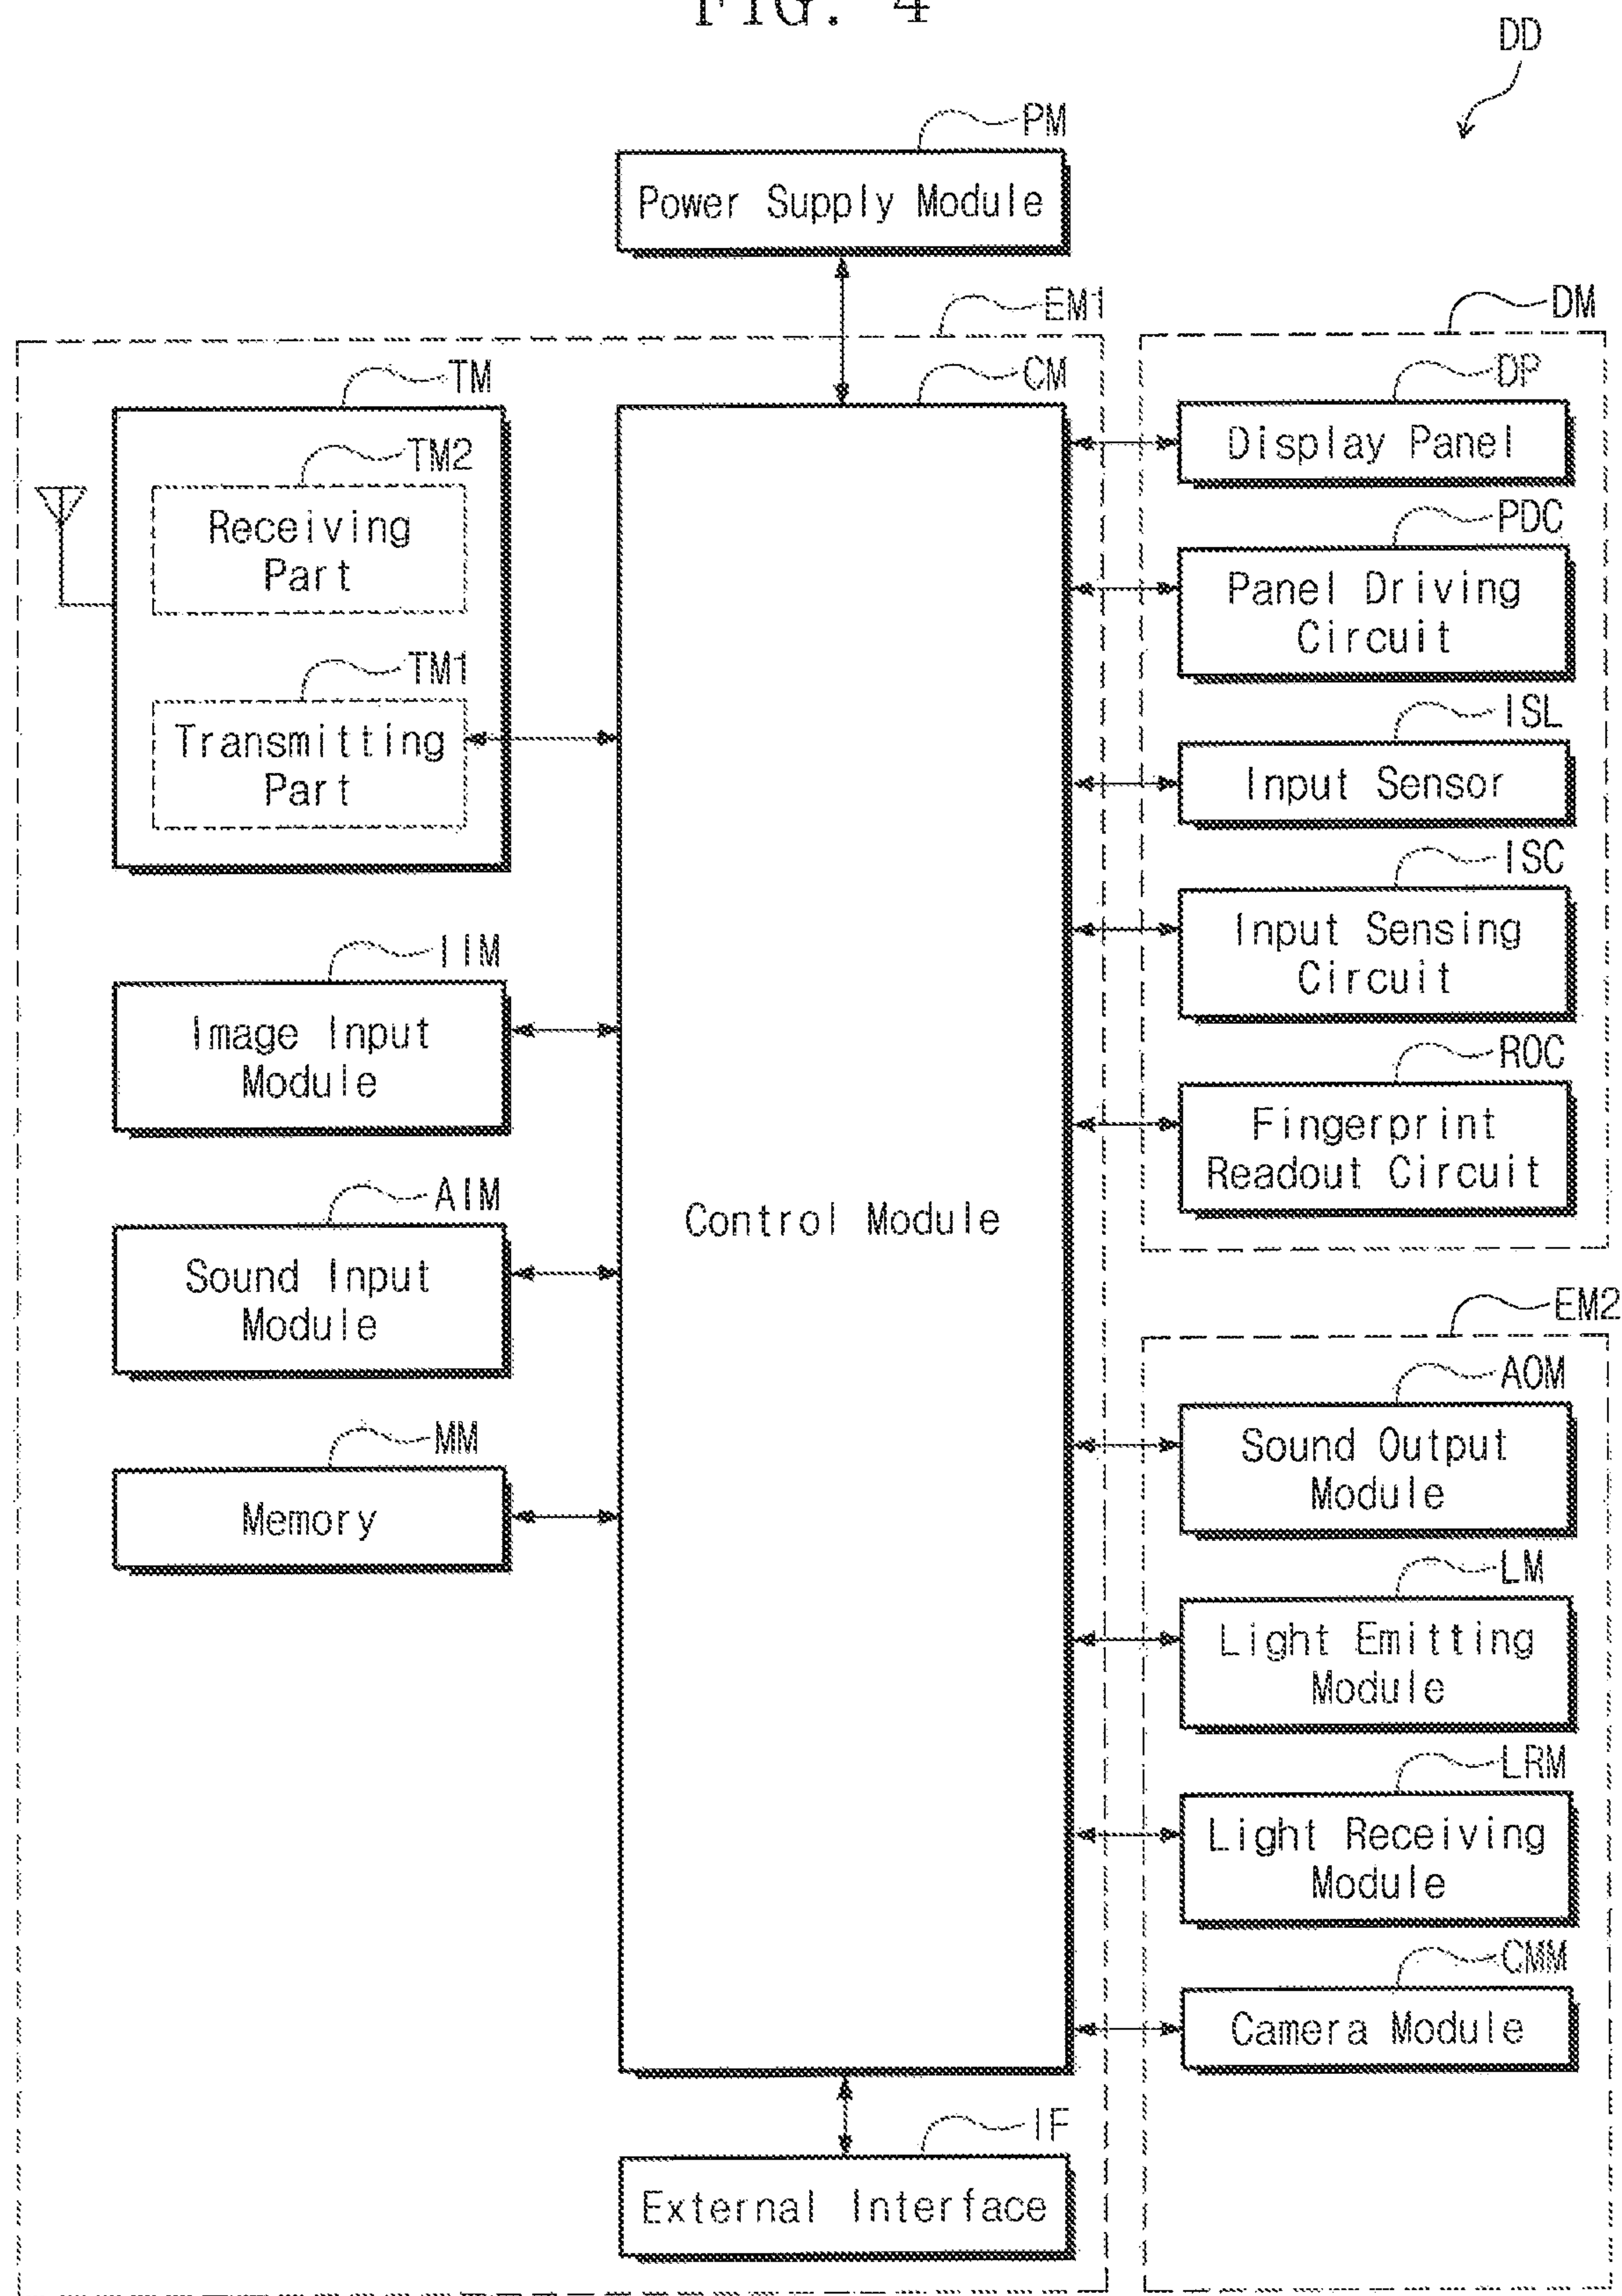 FIG. 4
DD
PM
Power Supply Module
EM1
DM
TM
CM
DP
TM2
Receiving
Part
TM1
Transmitting
Part
IIM
Image Input
Module
AIM
Sound Input
Module
MM
Memory
Control Module
Display Panel
PDC
Panel Driving
Circuit
ISL
Input Sensor
ISC
Input Sensing
Circuit
ROC
Fingerprint
Readout Circuit
EM2
AOM
Sound Output
Module
LM
Light Emitting
Module
LRM
Light Receiving
Module
CMM
Camera Module
IF
External Interface